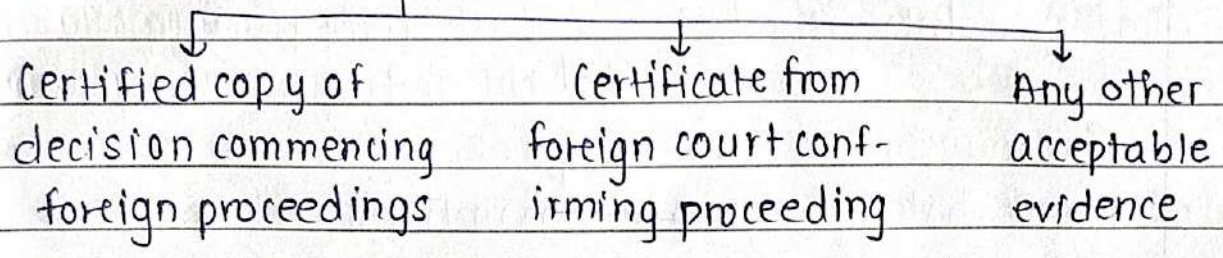 Certified copy of
decision commencing
foreign proceedings
Certificate from
foreign court conf-
irming proceeding
Any other
acceptable
evidence